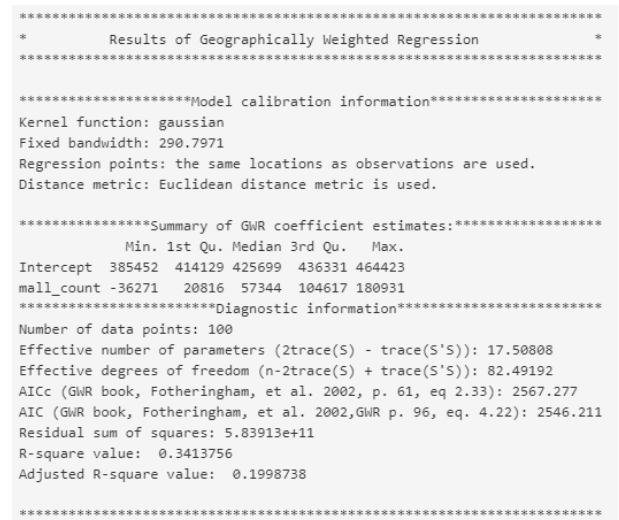 ***********************************************************************
*          Results of Geographically Weighted Regression              *
***********************************************************************
*********************Model calibration information*********************
Kernel function: gaussian
Fixed bandwidth: 290.7971
Regression points: the same locations as observations are used.
Distance metric: Euclidean distance metric is used.
****************Summary of GWR coefficient estimates:******************
Min. 1st Qu. Median 3rd Qu. Max.
Intercept 385452 414129 425699 436331 464423
mall_count -36271 20816 57344 104617 180931
************************Diagnostic information*************************
Number of data points: 100
Effective number of parameters (2trace(S) - trace(S'S)): 17.50808
Effective degrees of freedom (n-2trace(S) + trace(S'S)): 82.49192
AICc (GWR book, Fotheringham, et al. 2002, p. 61, eq 2.33): 2567.277
AIC (GWR book, Fotheringham, et al. 2002,GWR p. 96, eq. 4.22): 2546.211
Residual sum of squares: 5.83913e+11
R-square value: 0.3413756
Adjusted R-square value: 0.1998738
***********************************************************************